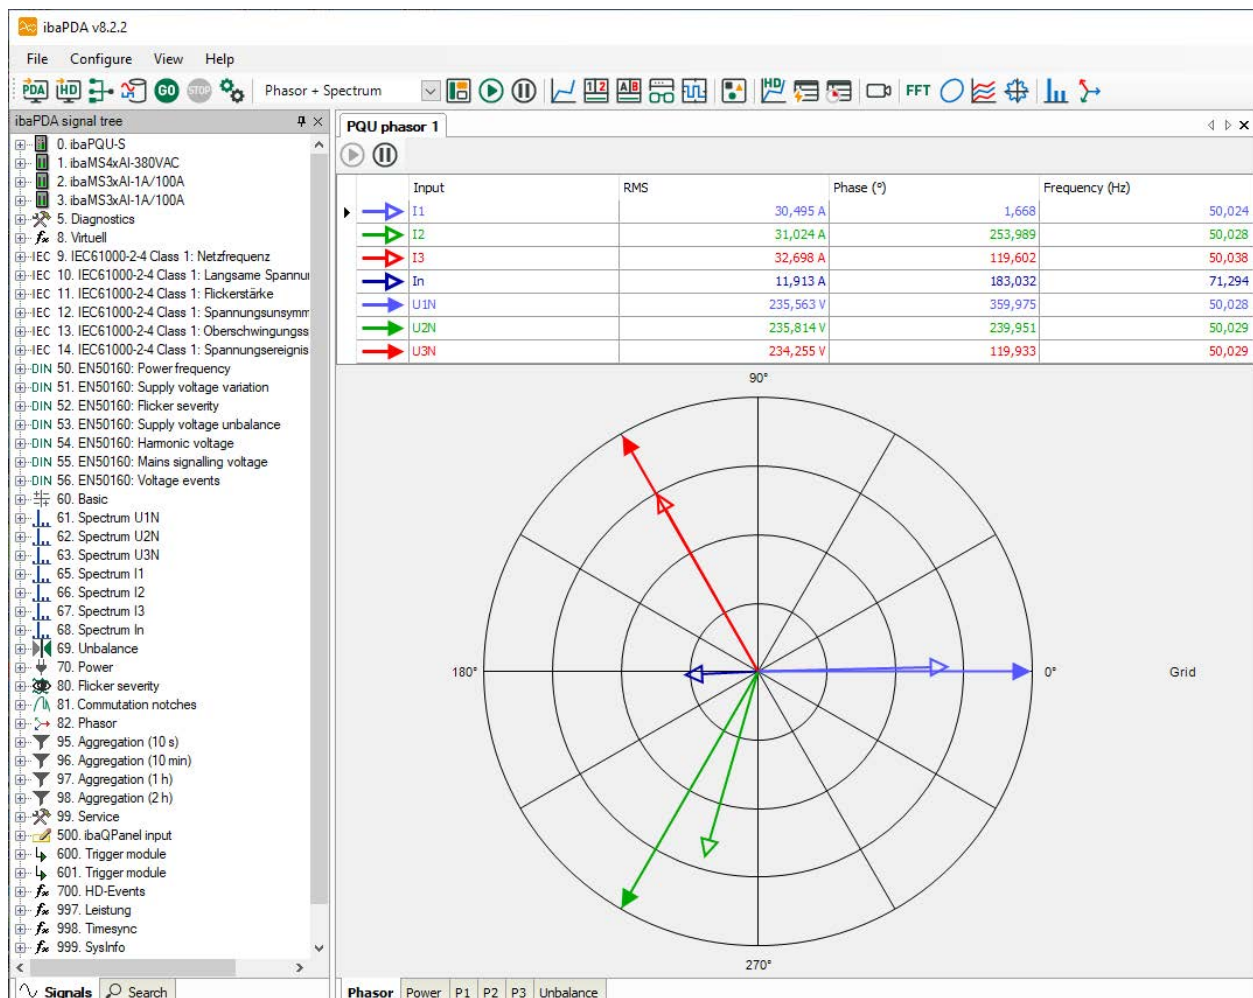 ibaPDA v8.2.2
File Configure View Help
PDA HD GO STOP Phasor + Spectrum 1 2 A B HD FFT
ibaPDA signal tree
0. ibaPQU-S
1. ibaMS4xAI-380VAC
2. ibaMS3xAI-1A/100A
3. ibaMS3xAI-1A/100A
5. Diagnostics
fx 8. Virtuell
IEC 9. IEC61000-2-4 Class 1: Netzfrequenz
IEC 10. IEC61000-2-4 Class 1: Langsame Spannu
IEC 11. IEC61000-2-4 Class 1: Flickerstärke
IEC 12. IEC61000-2-4 Class 1: Spannungsunsymm
IEC 13. IEC61000-2-4 Class 1: Oberschwingungss
IEC 14. IEC61000-2-4 Class 1: Spannungsereignis
DIN 50. EN50160: Power frequency
DIN 51. EN50160: Supply voltage variation
DIN 52. EN50160: Flicker severity
DIN 53. EN50160: Supply voltage unbalance
DIN 54. EN50160: Harmonic voltage
DIN 55. EN50160: Mains signalling voltage
DIN 56. EN50160: Voltage events
60. Basic
61. Spectrum U1N
62. Spectrum U2N
63. Spectrum U3N
65. Spectrum I1
66. Spectrum I2
67. Spectrum I3
68. Spectrum In
69. Unbalance
70. Power
80. Flicker severity
81. Commutation notches
82. Phasor
95. Aggregation (10 s)
96. Aggregation (10 min)
97. Aggregation (1 h)
98. Aggregation (2 h)
99. Service
500. ibaQPanel input
600. Trigger module
601. Trigger module
fx 700. HD-Events
fx 997. Leistung
fx 998. Timesync
fx 999. SysInfo
Signals Search
PQU phasor 1
Input RMS Phase (°) Frequency (Hz)
I1 30,495 A 1,668 50,024
I2 31,024 A 253,989 50,028
I3 32,698 A 119,602 50,038
In 11,913 A 183,032 71,294
U1N 235,563 V 359,975 50,028
U2N 235,814 V 239,951 50,029
U3N 234,255 V 119,933 50,029
90°
180° 0° Grid
270°
Phasor Power P1 P2 P3 Unbalance